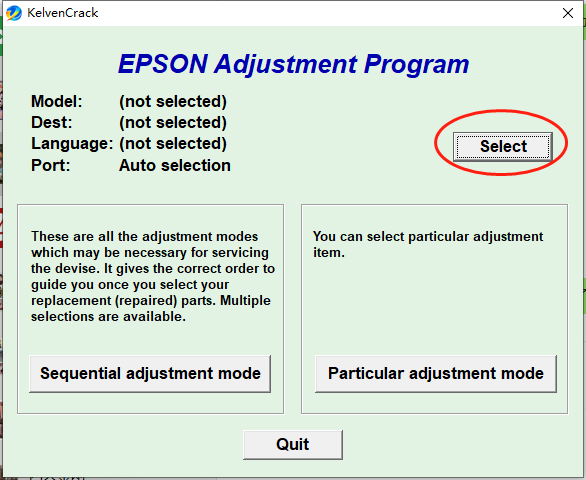 KelvenCrack
EPSON Adjustment Program
Model: (not selected)
Dest: (not selected)
Language: (not selected)
Port: Auto selection
Select
These are all the adjustment modes
which may be necessary for servicing
the devise. It gives the correct order to
guide you once you select your
replacement (repaired) parts. Multiple
selections are available.
Sequential adjustment mode
You can select particular adjustment
item.
Particular adjustment mode
Quit